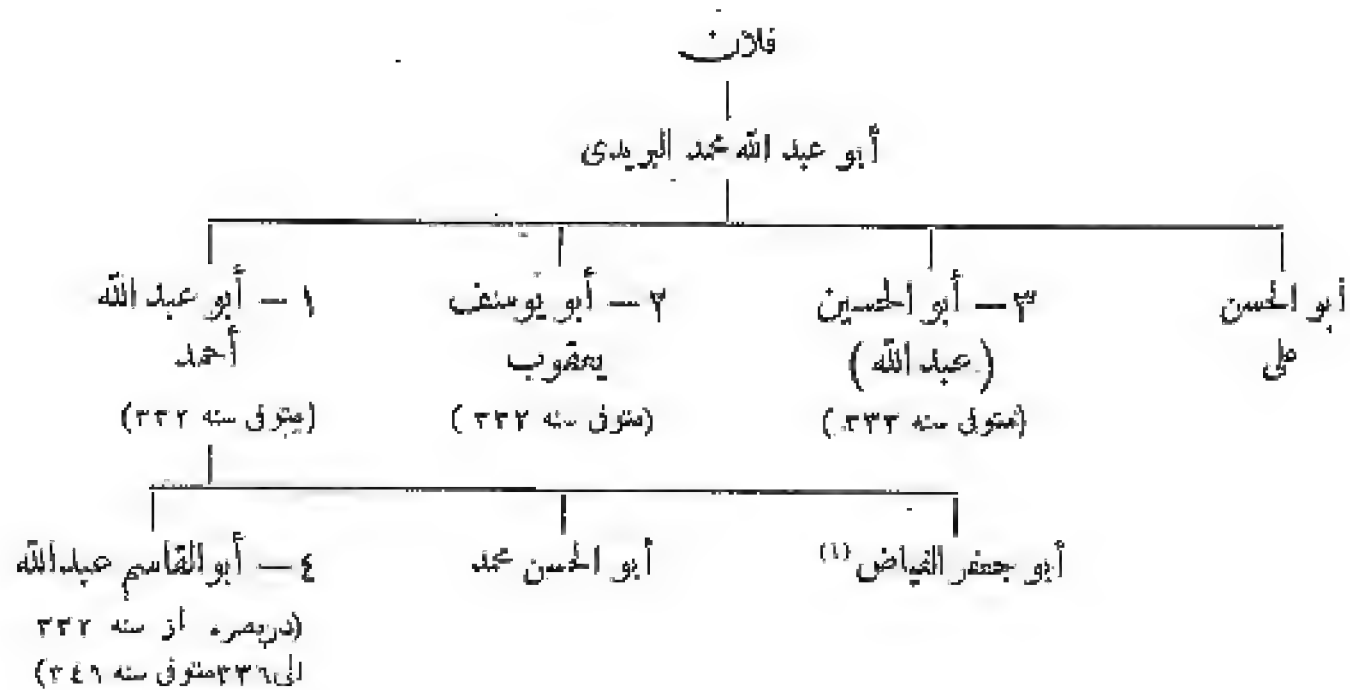 فلان
أبو عبد الله محمد البريدى
١ — أبو عبد الله
أحمد
(متوفى سنه ٣٣٢)
٢ — أبو يوسف
يعقوب
(متوفى سنه ٣٣٢)
٣ — أبو الحسين
(عبد الله)
(متوفى سنه ٣٣٣)
أبو الحسن
على
٤ — أبو القاسم عبد الله
(دربصره از سنه ٣٣٢
الى ٣٣٦ متوفى سنه ٣٤٩)
أبو الحسن محمد
أبو جعفر الفياض (١)